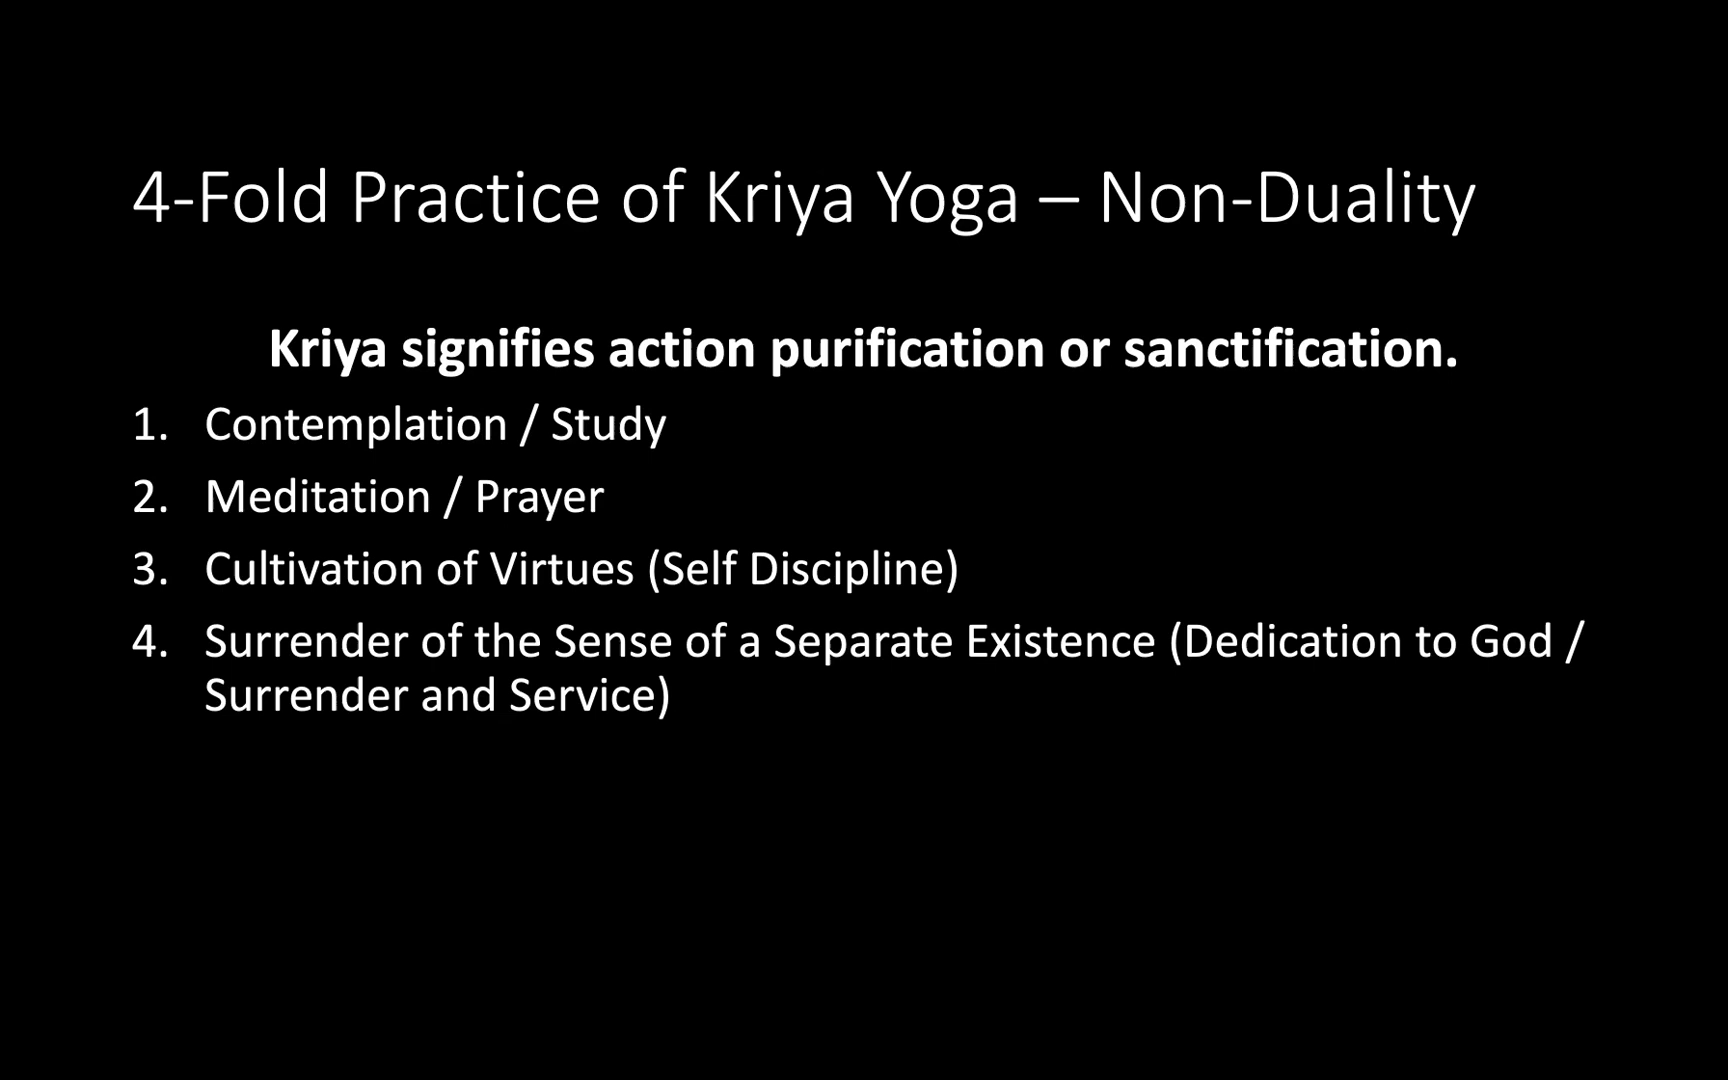 4-Fold Practice of Kriya Yoga – Non-Duality
Kriya signifies action purification or sanctification.
1. Contemplation / Study
2. Meditation / Prayer
3. Cultivation of Virtues (Self Discipline)
4. Surrender of the Sense of a Separate Existence (Dedication to God /
Surrender and Service)